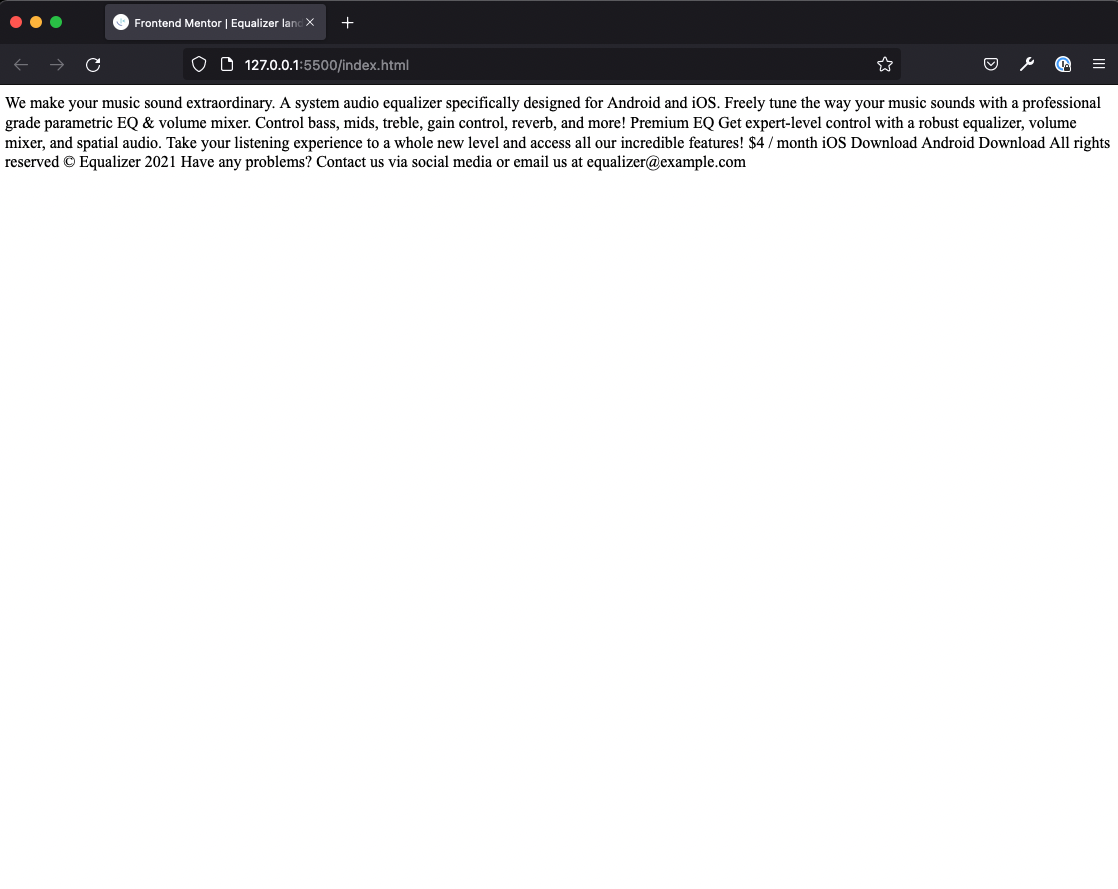 Frontend Mentor | Equalizer land
127.0.0.1:5500/index.html
We make your music sound extraordinary. A system audio equalizer specifically designed for Android and iOS. Freely tune the way your music sounds with a professional
grade parametric EQ & volume mixer. Control bass, mids, treble, gain control, reverb, and more! Premium EQ Get expert-level control with a robust equalizer, volume
mixer, and spatial audio. Take your listening experience to a whole new level and access all our incredible features! $4 / month iOS Download Android Download All rights
reserved © Equalizer 2021 Have any problems? Contact us via social media or email us at equalizer@example.com